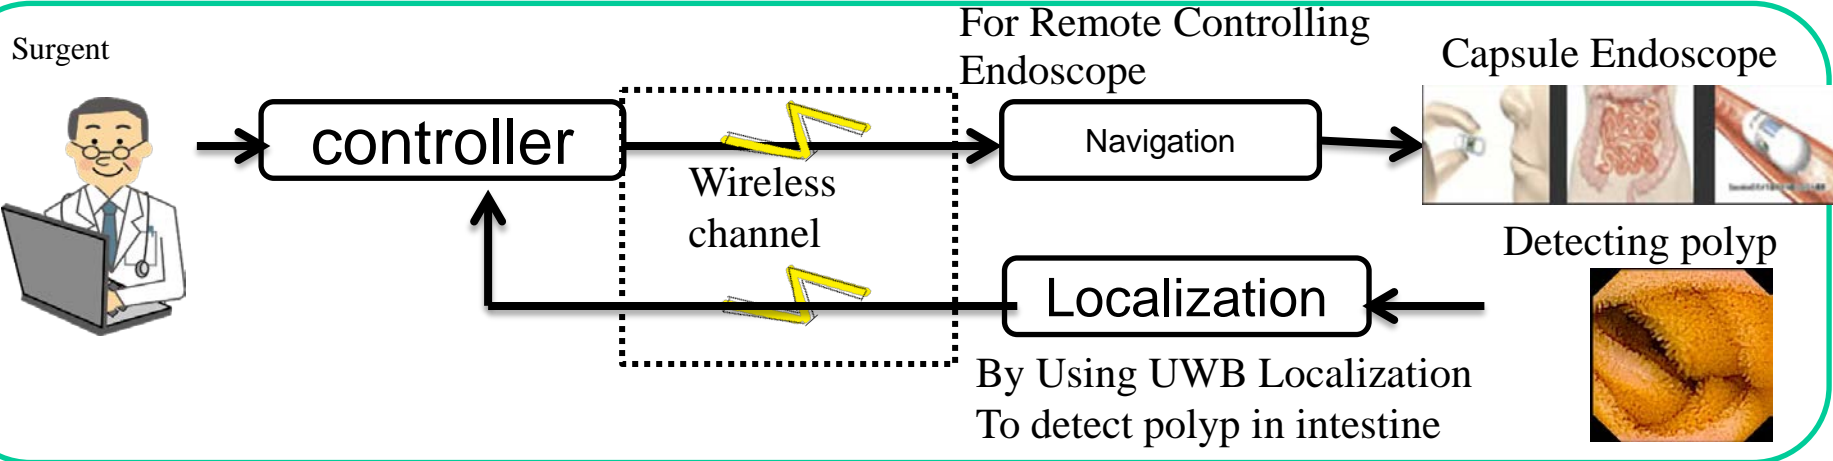 Surgent
controller
Wireless
channel
For Remote Controlling
Endoscope
Navigation
Capsule Endoscope
Detecting polyp
Localization
By Using UWB Localization
To detect polyp in intestine